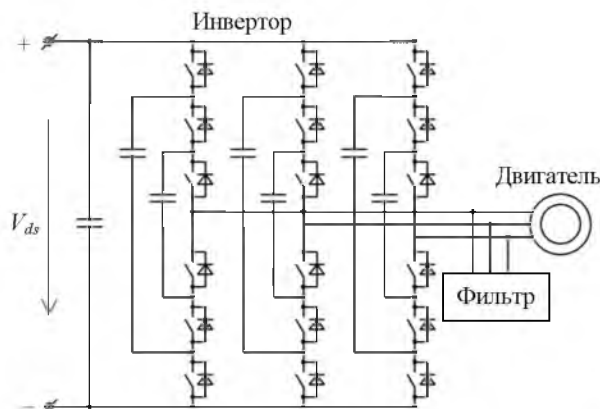 Инвертор
+
Двигатель
V_ds
Фильтр
–